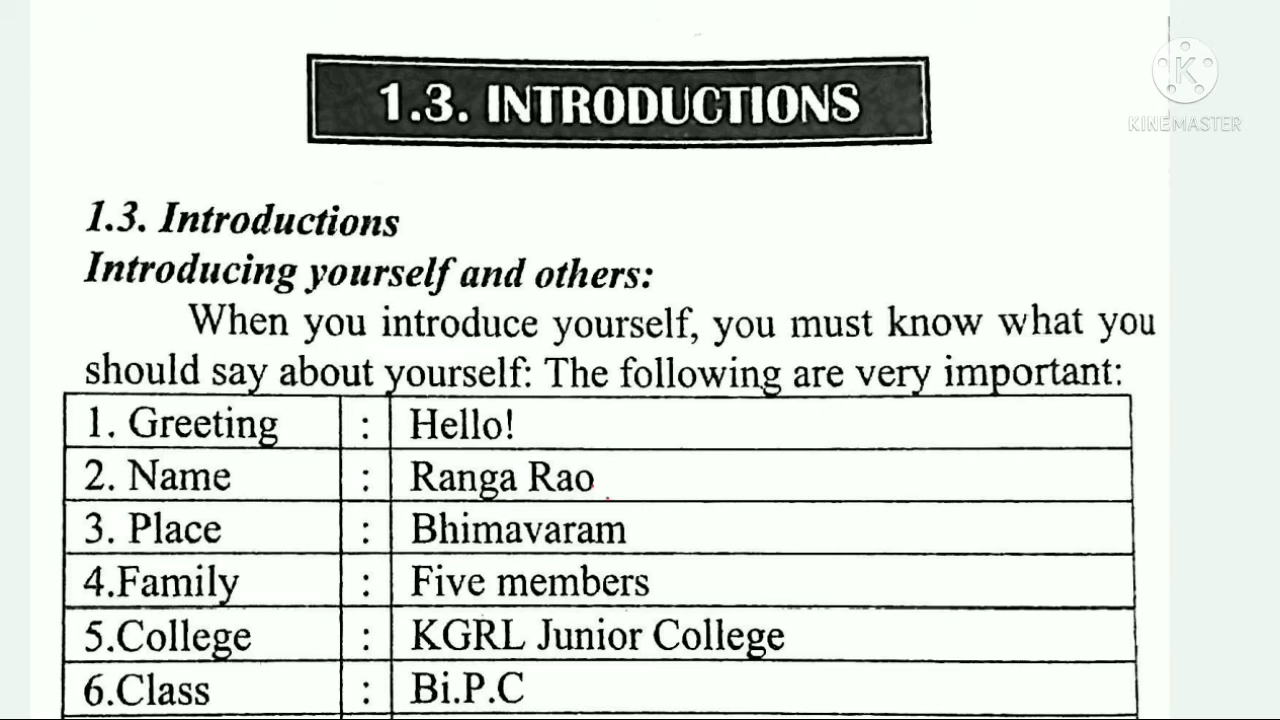 1.3. INTRODUCTIONS
KINEMASTER
1.3. Introductions
Introducing yourself and others:
When you introduce yourself, you must know what you
should say about yourself: The following are very important:
1. Greeting : Hello!
2. Name : Ranga Rao
3. Place : Bhimavaram
4.Family : Five members
5.College : KGRL Junior College
6.Class : Bi.P.C